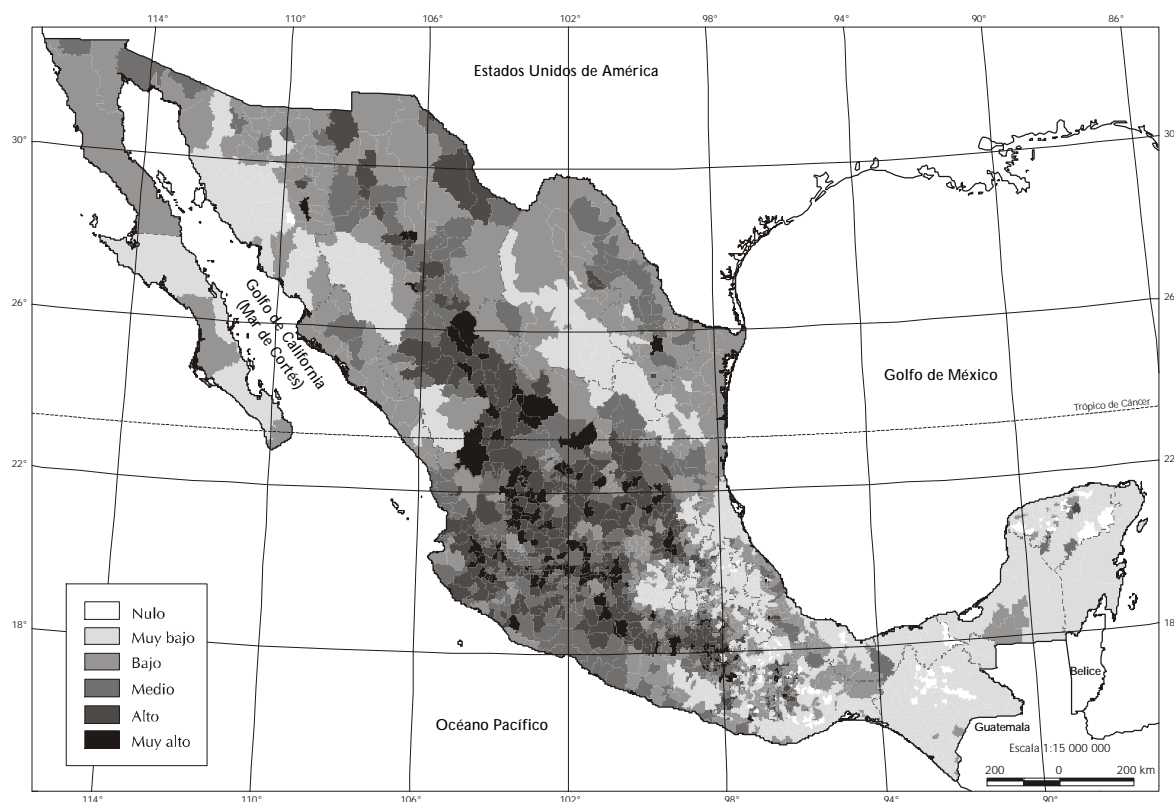 114°
110°
106°
102°
98°
94°
90°
86°
Estados Unidos de América
30°
30
26°
26
Golfo de California
(Mar de Cortés)
Golfo de México
Trópico de Cáncer
22°
22
18°
18
Nulo
Muy bajo
Bajo
Medio
Alto
Muy alto
Océano Pacífico
Belice
Guatemala
Escala 1:15 000 000
200
0
200 km
114°
110°
106°
102°
98°
94°
90°